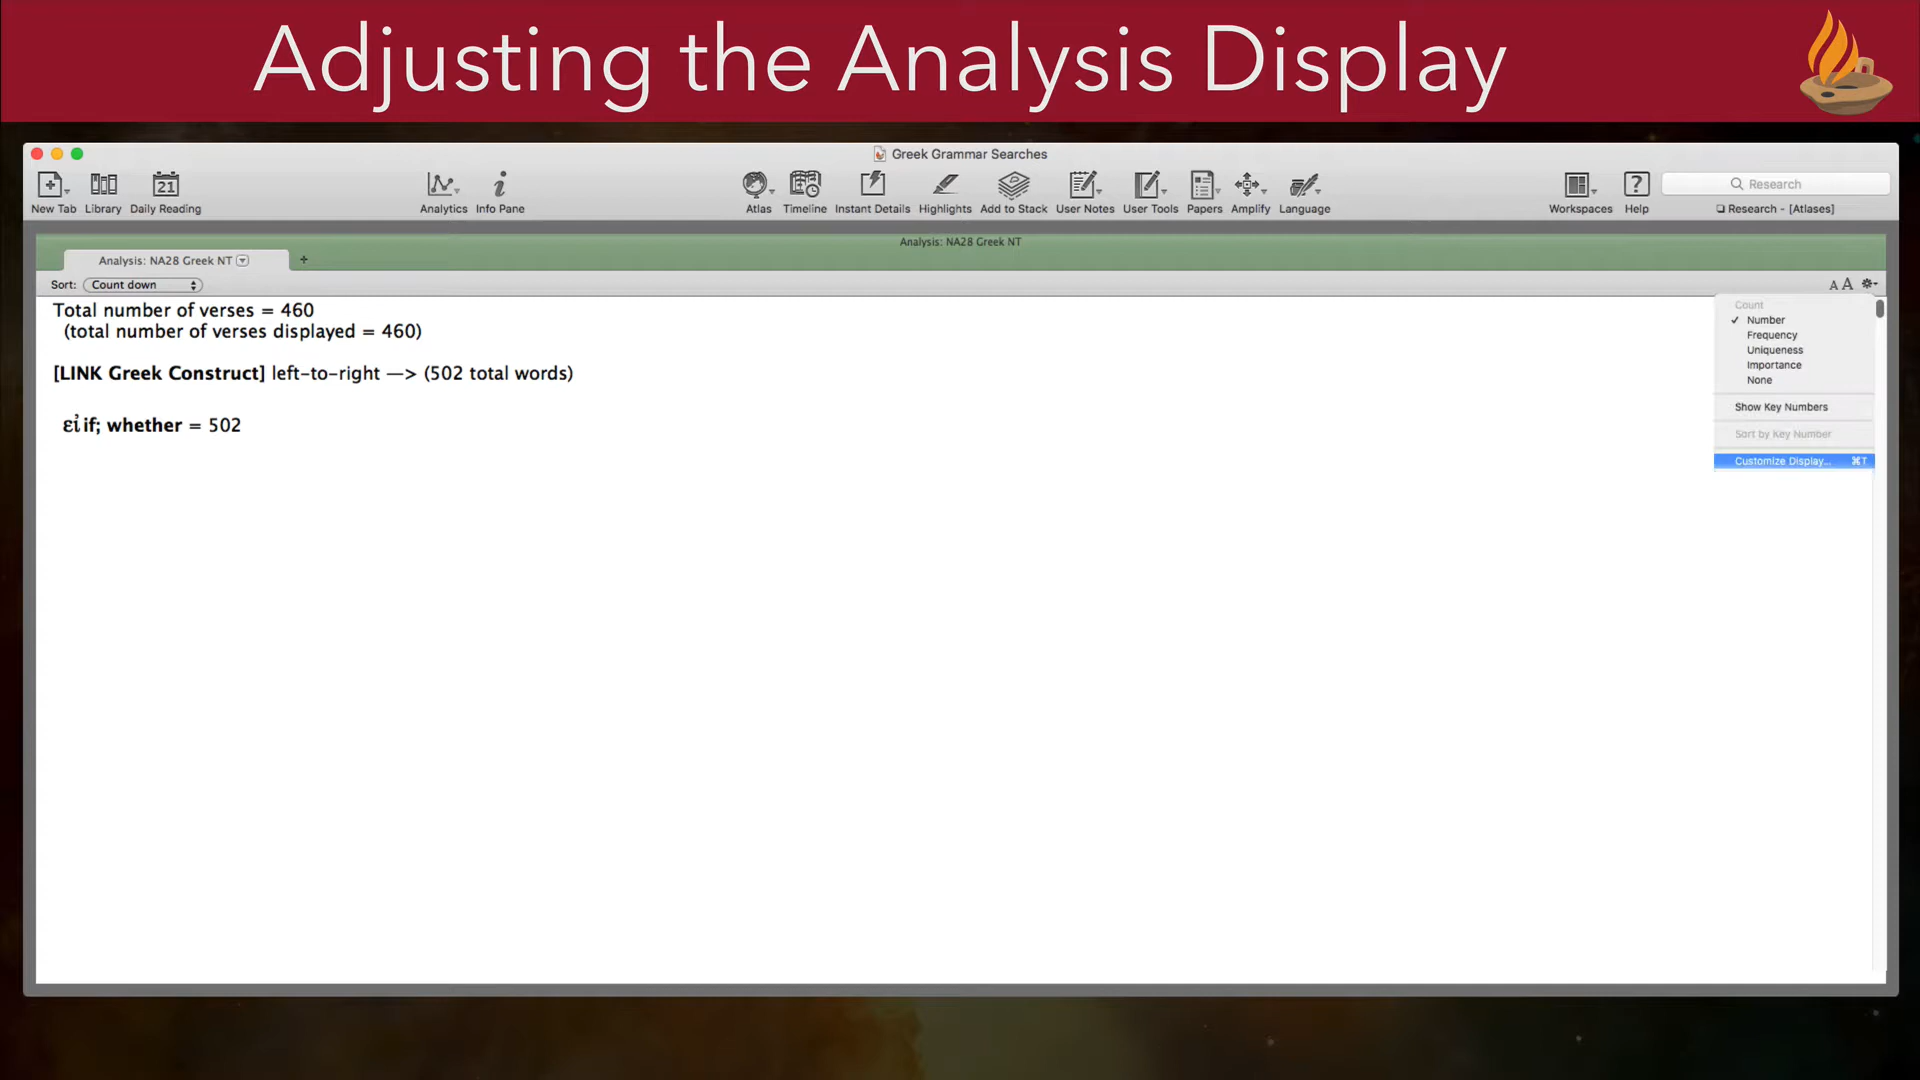 Adjusting the Analysis Display
Greek Grammar Searches
New Tab Library Daily Reading Analytics Info Pane Atlas Timeline Instant Details Highlights Add to Stack User Notes User Tools Papers Amplify Language Workspaces Help Research
21
Research - [Atlases]
Analysis: NA28 Greek NT
Analysis: NA28 Greek NT +
Sort: Count down A A
Total number of verses = 460
(total number of verses displayed = 460)
[LINK Greek Construct] left-to-right —> (502 total words)
εἰ if; whether = 502
Count
✓ Number
Frequency
Uniqueness
Importance
None
Show Key Numbers
Sort by Key Number
Customize Display... ⌘T